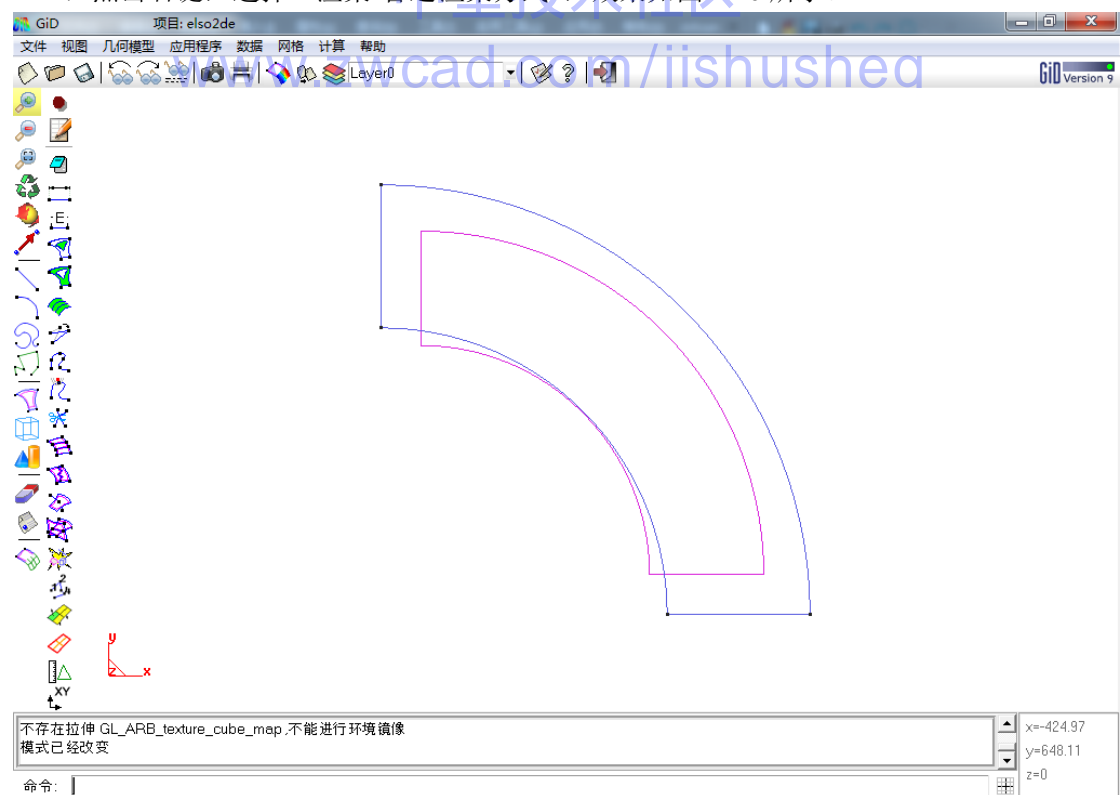 GiD 项目: elso2de
文件 视图 几何模型 应用程序 数据 网格 计算 帮助
www.zwcad.com/jishusheq
Layer0
GiD Version 9
E
2
XY
y
z x
不存在拉伸 GL_ARB_texture_cube_map ,不能进行环境镜像
模式已经改变
x=-424.97
y=648.11
z=0
命令: